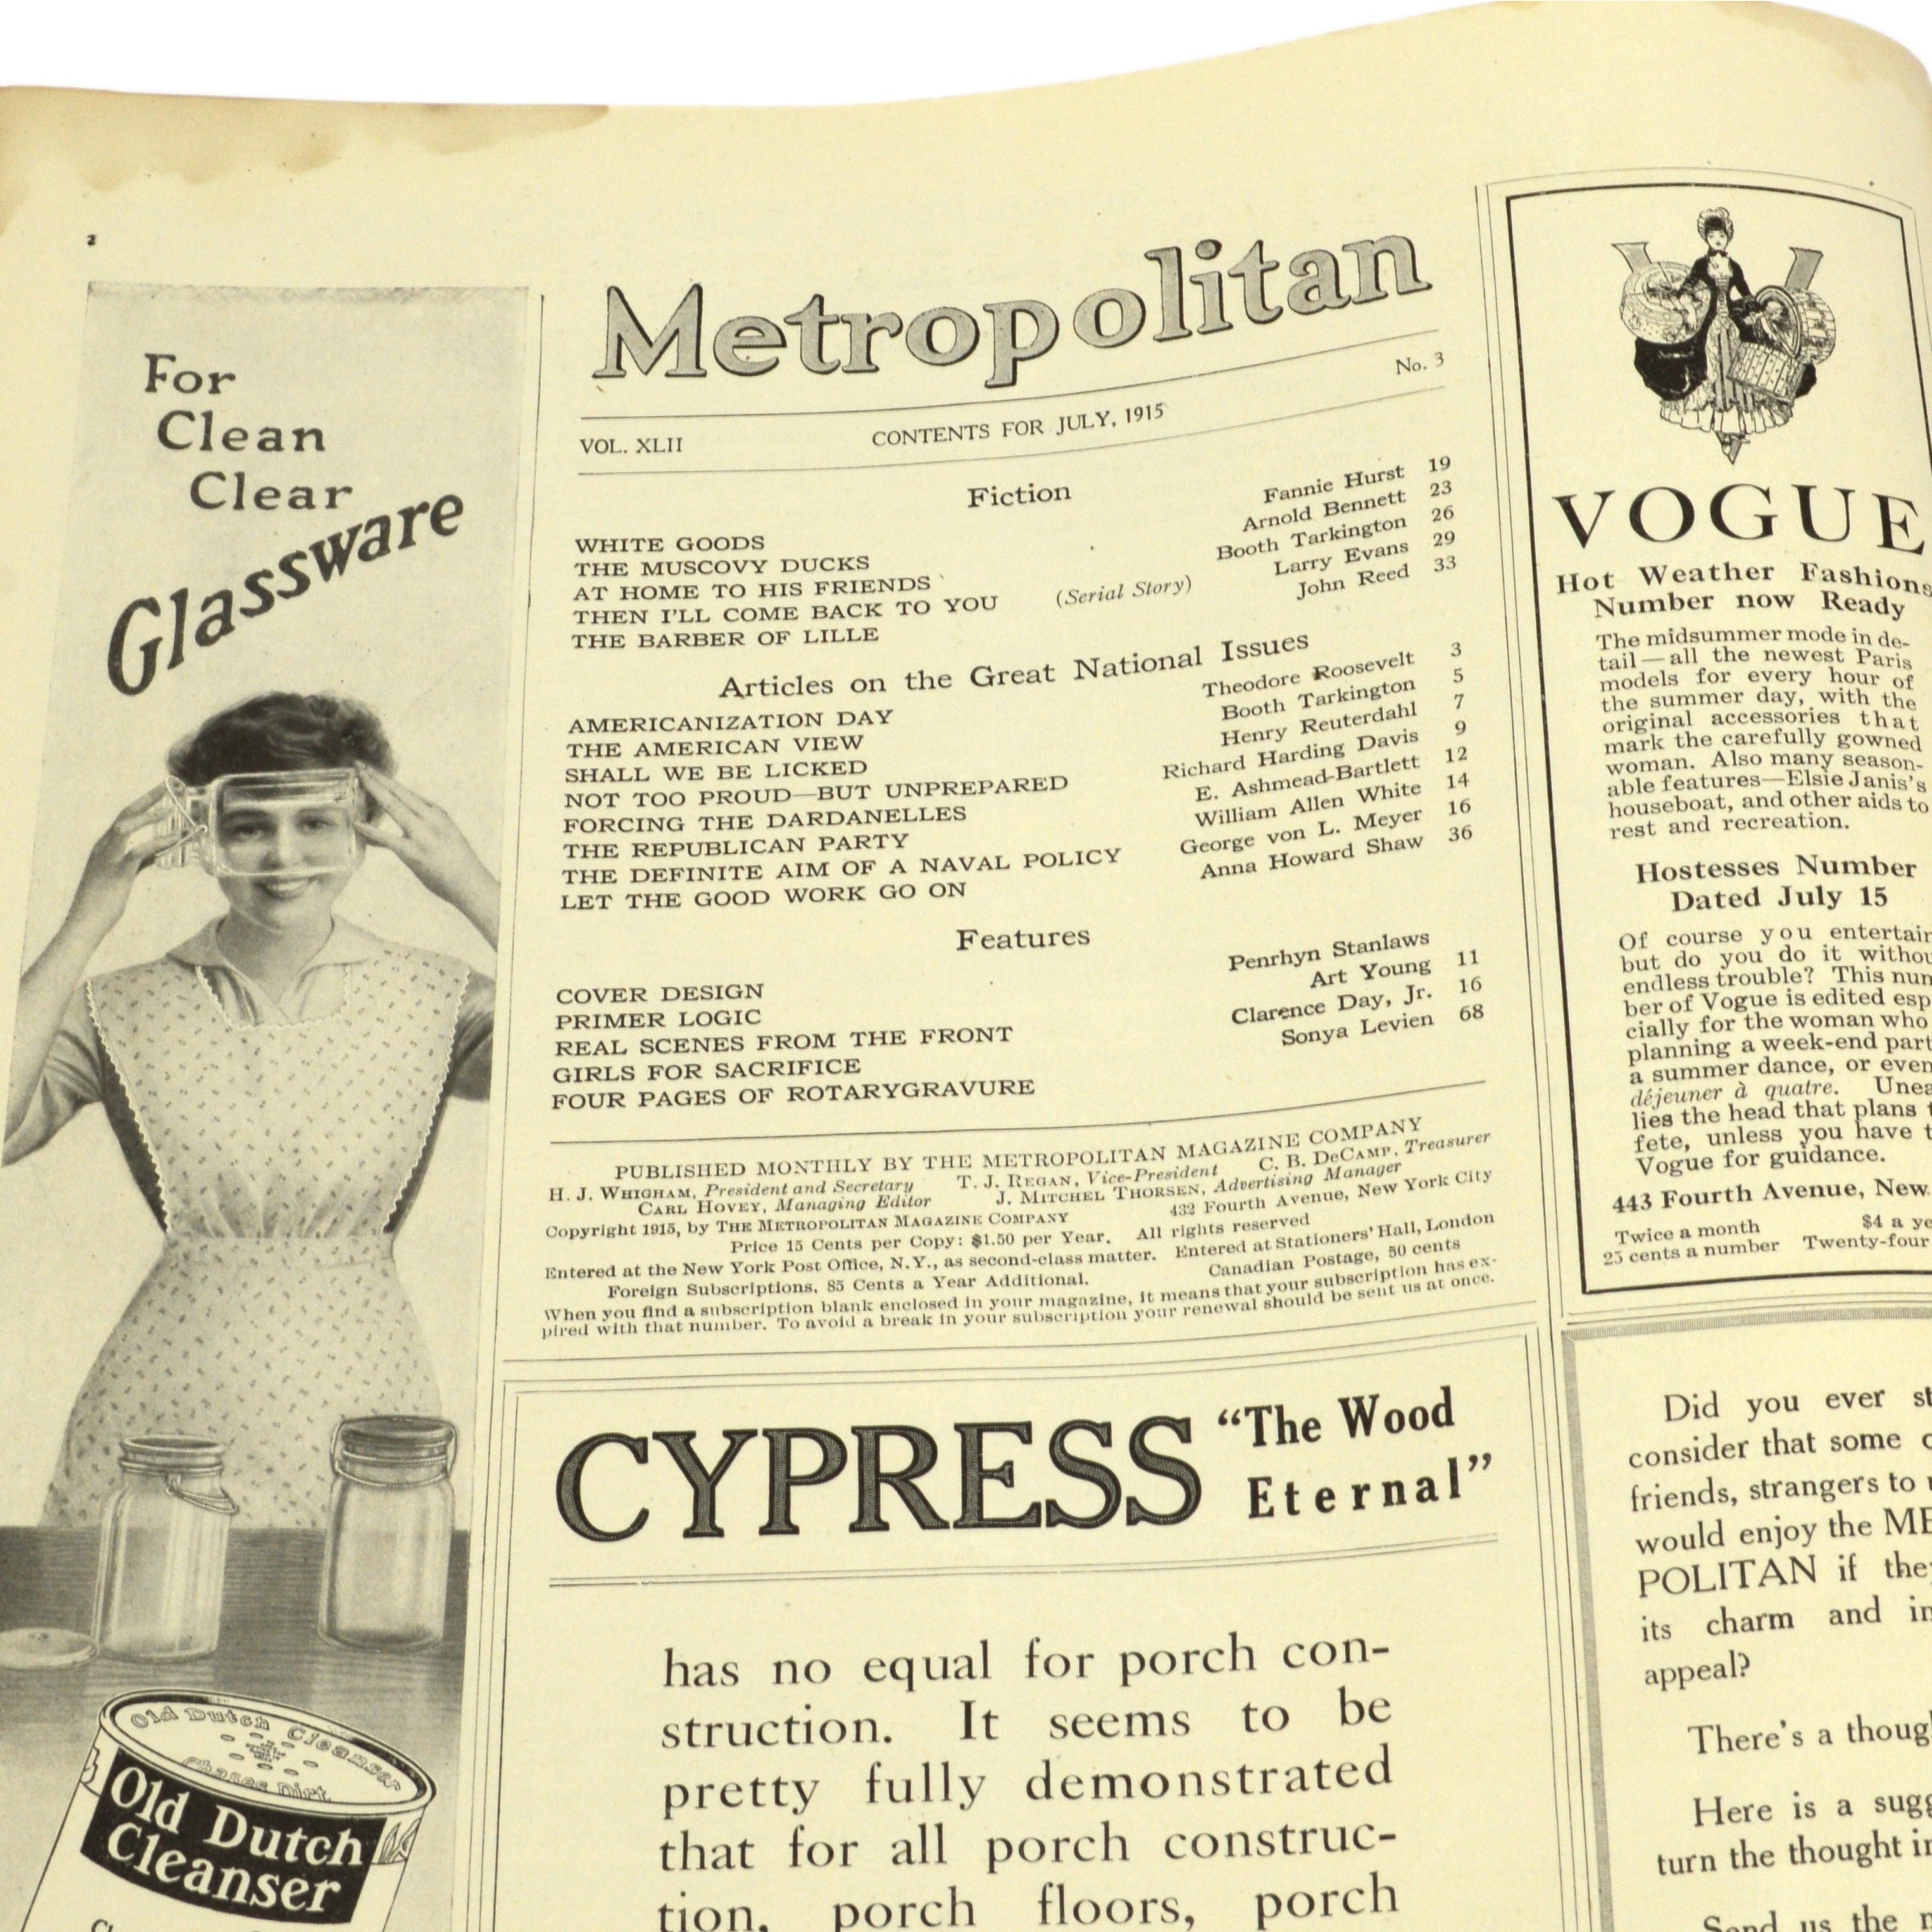 2
For
Clean
Clear
Glassware
Old Dutch Cleanser
Chases Dirt
Old Dutch
Cleanser
Metropolitan
VOL. XLII CONTENTS FOR JULY, 1915 No. 3
Fiction
WHITE GOODS Fannie Hurst 19
THE MUSCOVY DUCKS Arnold Bennett 23
AT HOME TO HIS FRIENDS Booth Tarkington 26
THEN I'LL COME BACK TO YOU (Serial Story) Larry Evans 29
THE BARBER OF LILLE John Reed 33
Articles on the Great National Issues
AMERICANIZATION DAY Theodore Roosevelt 3
THE AMERICAN VIEW Booth Tarkington 5
SHALL WE BE LICKED Henry Reuterdahl 7
NOT TOO PROUD—BUT UNPREPARED Richard Harding Davis 9
FORCING THE DARDANELLES E. Ashmead-Bartlett 12
THE REPUBLICAN PARTY William Allen White 14
THE DEFINITE AIM OF A NAVAL POLICY George von L. Meyer 16
LET THE GOOD WORK GO ON Anna Howard Shaw 36
Features
COVER DESIGN Penrhyn Stanlaws
PRIMER LOGIC Art Young 11
REAL SCENES FROM THE FRONT Clarence Day, Jr. 16
GIRLS FOR SACRIFICE Sonya Levien 68
FOUR PAGES OF ROTARYGRAVURE
PUBLISHED MONTHLY BY THE METROPOLITAN MAGAZINE COMPANY
H. J. WHIGHAM, President and Secretary T. J. REGAN, Vice-President C. B. DECAMP, Treasurer
CARL HOVEY, Managing Editor J. MITCHEL THORSEN, Advertising Manager
Copyright 1915, by THE METROPOLITAN MAGAZINE COMPANY 432 Fourth Avenue, New York City
Price 15 Cents per Copy: $1.50 per Year. All rights reserved
Entered at the New York Post Office, N.Y., as second-class matter. Entered at Stationers' Hall, London
Foreign Subscriptions, 85 Cents a Year Additional. Canadian Postage, 50 cents
When you find a subscription blank enclosed in your magazine, it means that your subscription has ex-
pired with that number. To avoid a break in your subscription your renewal should be sent us at once.
CYPRESS "The Wood
Eternal"
has no equal for porch con-
struction. It seems to be
pretty fully demonstrated
that for all porch construc-
tion, porch floors, porch
VOGUE
Hot Weather Fashions
Number now Ready
The midsummer mode in de-
tail—all the newest Paris
models for every hour of
the summer day, with the
original accessories that
mark the carefully gowned
woman. Also many season-
able features—Elsie Janis's
houseboat, and other aids to
rest and recreation.
Hostesses Number
Dated July 15
Of course you
but do you do it
endless trouble? This
ber of Vogue is edited
cially for the woman who
planning a week-end
a summer dance, or
déjeuner à quatre.
lies the head that plans
fete, unless you have
Vogue for guidance.
443 Fourth Avenue, New
Twice a month $4 a
25 cents a number Twenty-four
Did you ever
consider that some
friends, strangers to
would enjoy the
POLITAN if
its charm and
appeal?
There's a
Here is a
turn the thought
Send us the